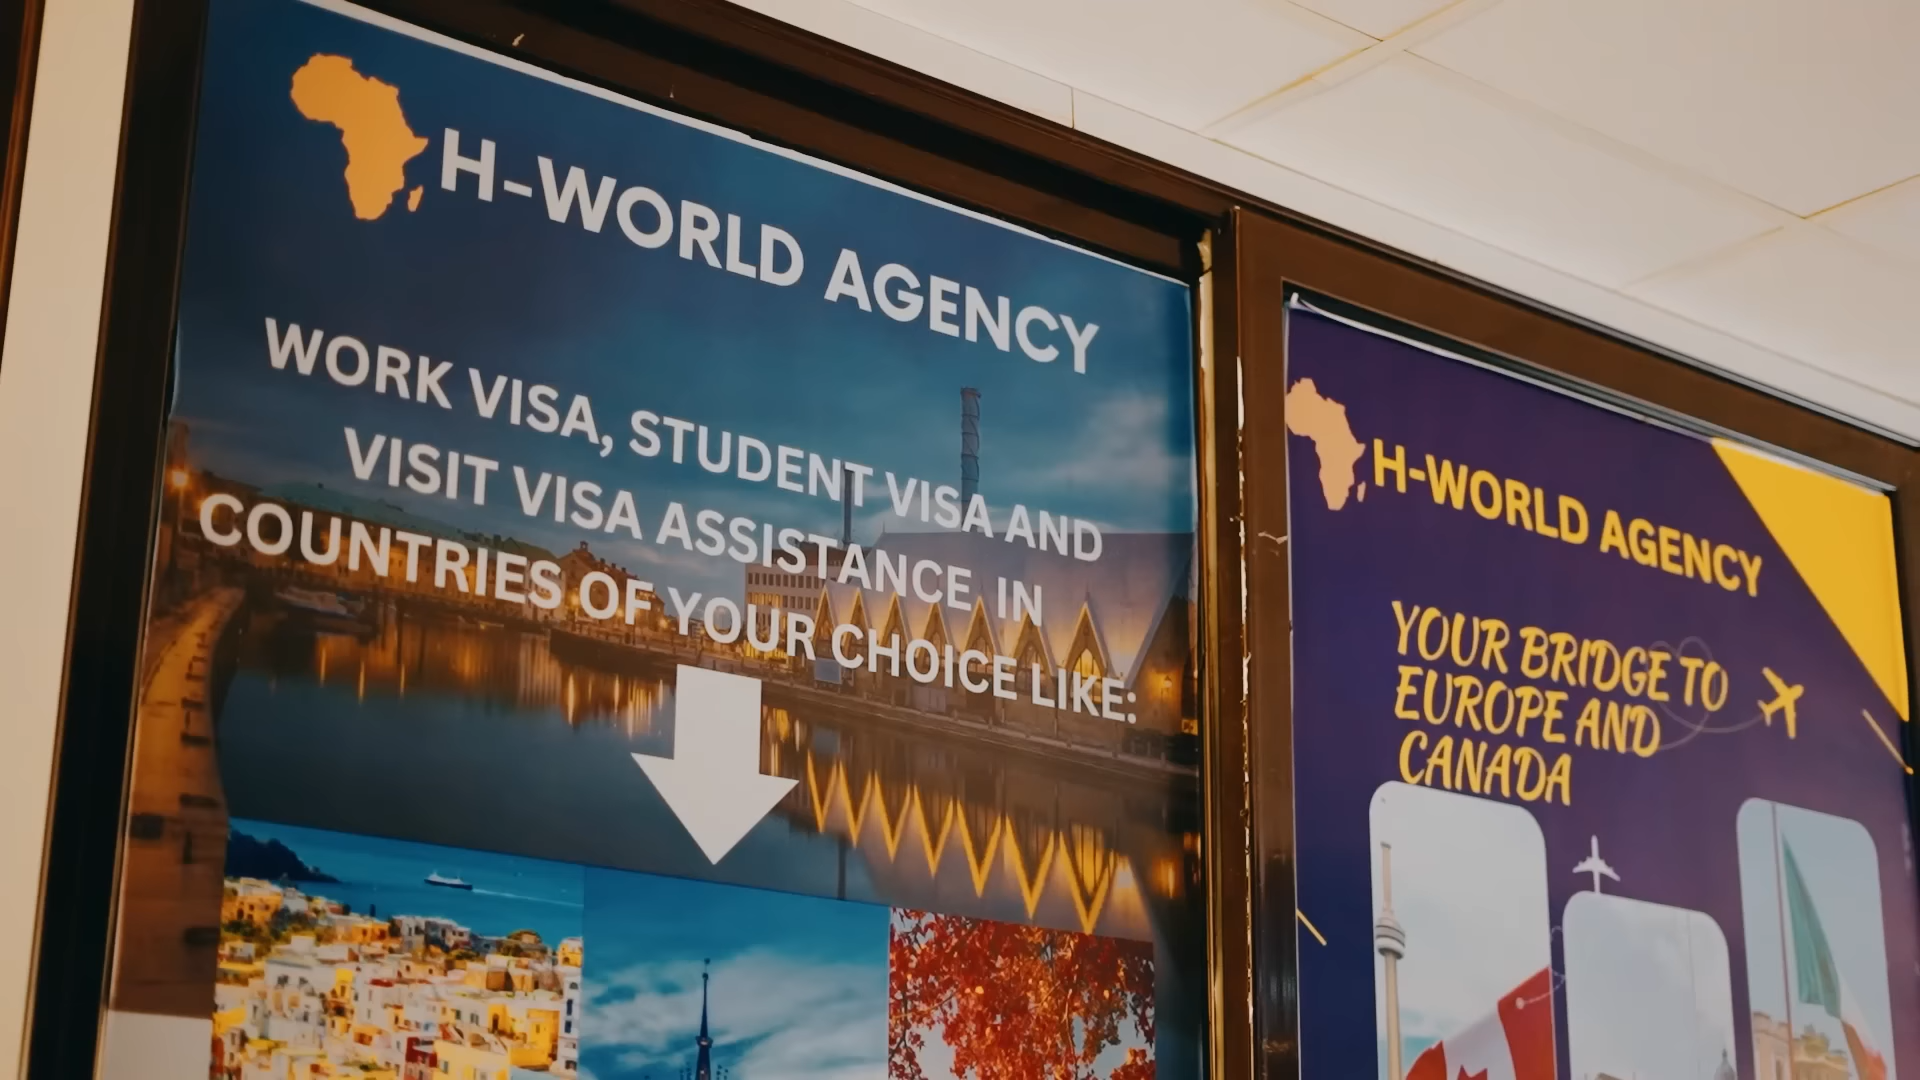 H-WORLD AGENCY
WORK VISA, STUDENT VISA AND
VISIT VISA ASSISTANCE IN
COUNTRIES OF YOUR CHOICE LIKE:
H-WORLD AGENCY
YOUR BRIDGE TO
EUROPE AND
CANADA